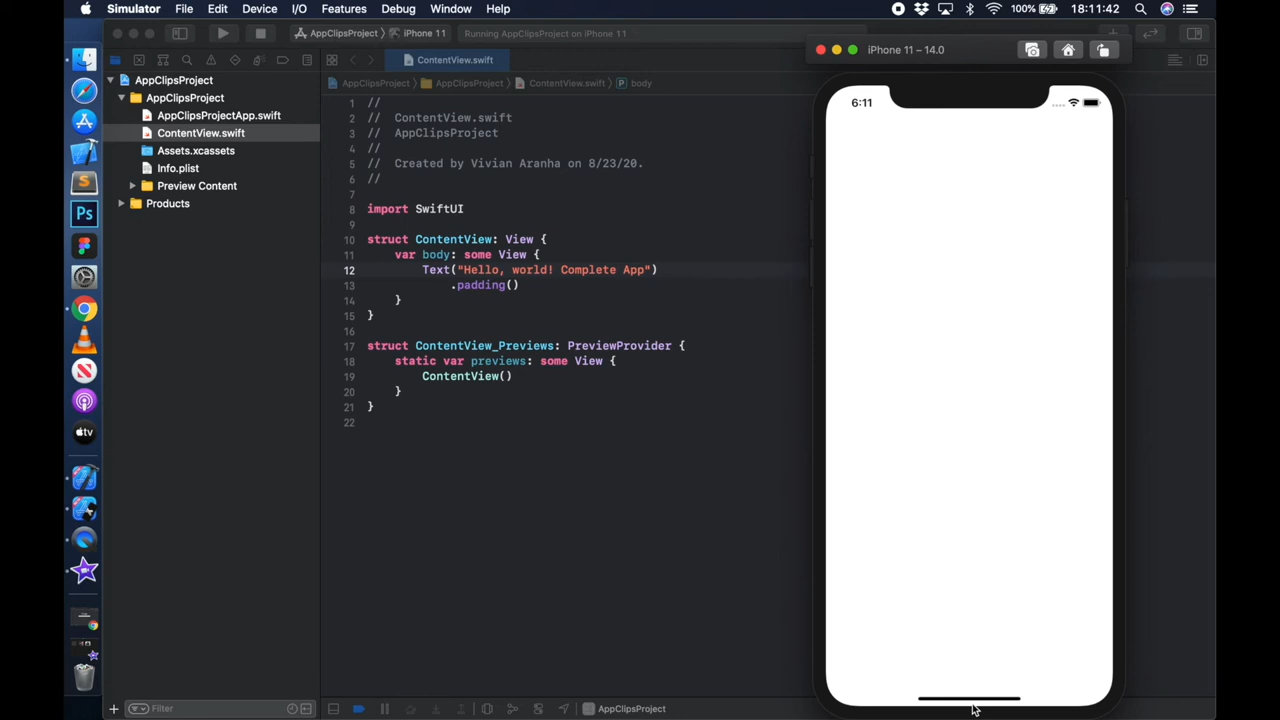 Simulator File Edit Device I/O Features Debug Window Help 100% 18:11:42
AppClipsProject iPhone 11 Running AppClipsProject on iPhone 11
iPhone 11 – 14.0
ContentView.swift
AppClipsProject
AppClipsProject AppClipsProject ContentView.swift P body
AppClipsProject
AppClipsProjectApp.swift
ContentView.swift
Assets.xcassets
Info.plist
Preview Content
Products
1 //
2 // ContentView.swift
3 // AppClipsProject
4 //
5 // Created by Vivian Aranha on 8/23/20.
6 //
7
8 import SwiftUI
9
10 struct ContentView: View {
11 var body: some View {
12 Text("Hello, world! Complete App")
13 .padding()
14 }
15 }
16
17 struct ContentView_Previews: PreviewProvider {
18 static var previews: some View {
19 ContentView()
20 }
21 }
22
6:11
S
Ps
tv
Filter
AppClipsProject